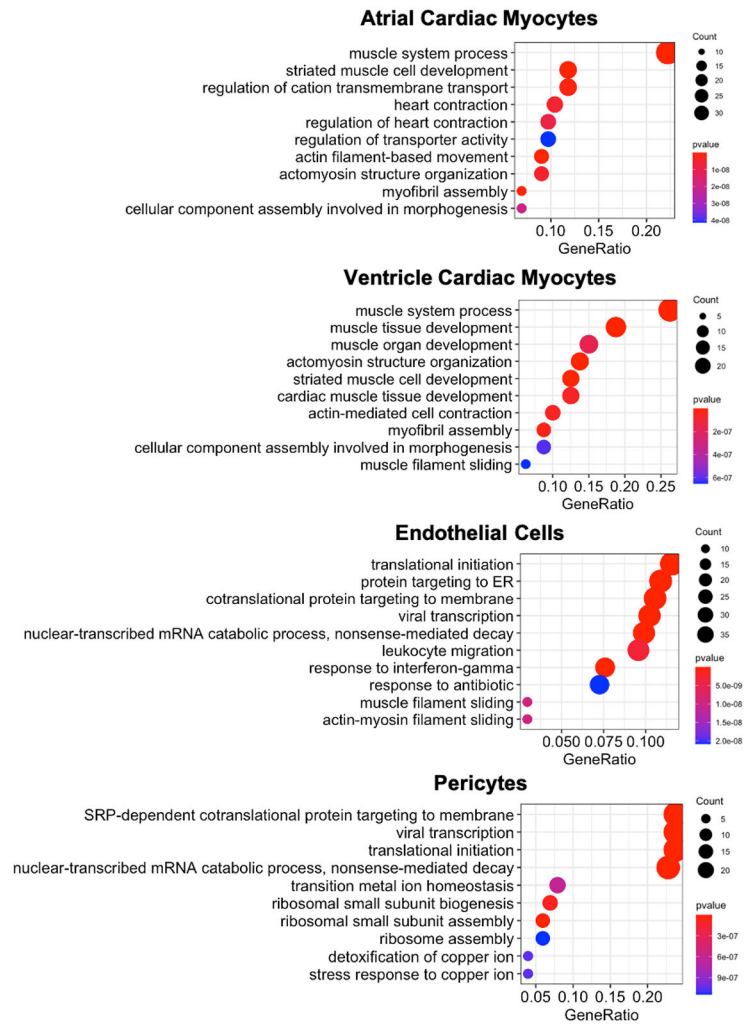 Atrial Cardiac Myocytes
muscle system process
striated muscle cell development
regulation of cation transmembrane transport
heart contraction
regulation of heart contraction
regulation of transporter activity
actin filament-based movement
actomyosin structure organization
myofibril assembly
cellular component assembly involved in morphogenesis
0.10 0.15 0.20
GeneRatio
Count
10
15
20
25
30
pvalue
1e-08
2e-08
3e-08
4e-08
Ventricle Cardiac Myocytes
muscle system process
muscle tissue development
muscle organ development
actomyosin structure organization
striated muscle cell development
cardiac muscle tissue development
actin-mediated cell contraction
myofibril assembly
cellular component assembly involved in morphogenesis
muscle filament sliding
0.10 0.15 0.20 0.25
GeneRatio
Count
5
10
15
20
pvalue
2e-07
4e-07
6e-07
Endothelial Cells
translational initiation
protein targeting to ER
cotranslational protein targeting to membrane
viral transcription
nuclear-transcribed mRNA catabolic process, nonsense-mediated decay
leukocyte migration
response to interferon-gamma
response to antibiotic
muscle filament sliding
actin-myosin filament sliding
0.050 0.075 0.100
GeneRatio
Count
10
15
20
25
30
35
pvalue
5.0e-09
1.0e-08
1.5e-08
2.0e-08
Pericytes
SRP-dependent cotranslational protein targeting to membrane
viral transcription
translational initiation
nuclear-transcribed mRNA catabolic process, nonsense-mediated decay
transition metal ion homeostasis
ribosomal small subunit biogenesis
ribosomal small subunit assembly
ribosome assembly
detoxification of copper ion
stress response to copper ion
0.05 0.10 0.15 0.20
GeneRatio
Count
5
10
15
20
pvalue
3e-07
6e-07
9e-07